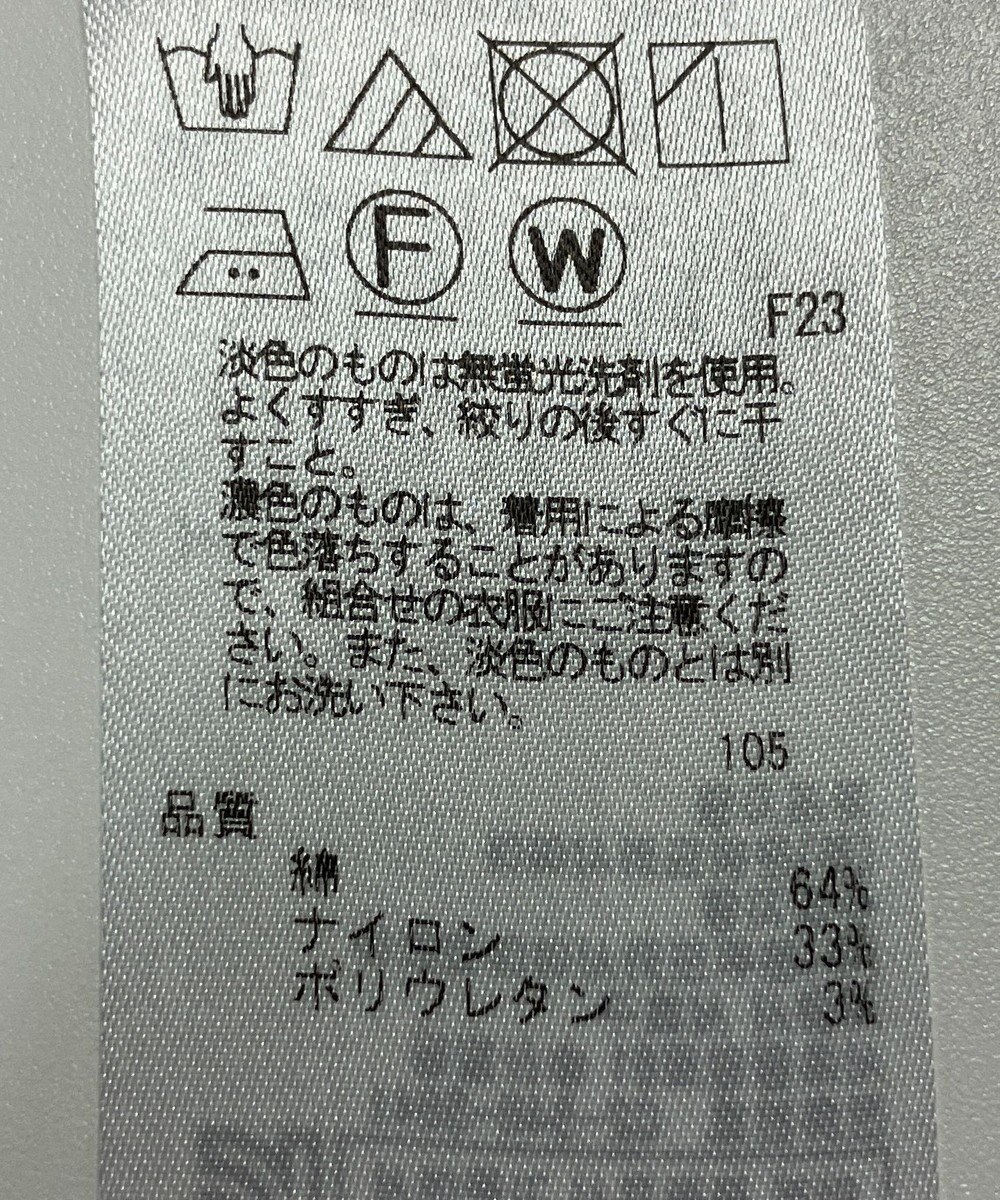 F
W
F23
淡色のものは無蛍光洗剤を使用。
よくすすぎ、絞りの後すぐに干
すこと。
濃色のものは、着用による摩擦
で色落ちすることがありますの
で、組合せの衣服にご注意くだ
さい。また、淡色のものとは別
にお洗い下さい。
105
品質
綿 64%
ナイロン 33%
ポリウレタン 3%